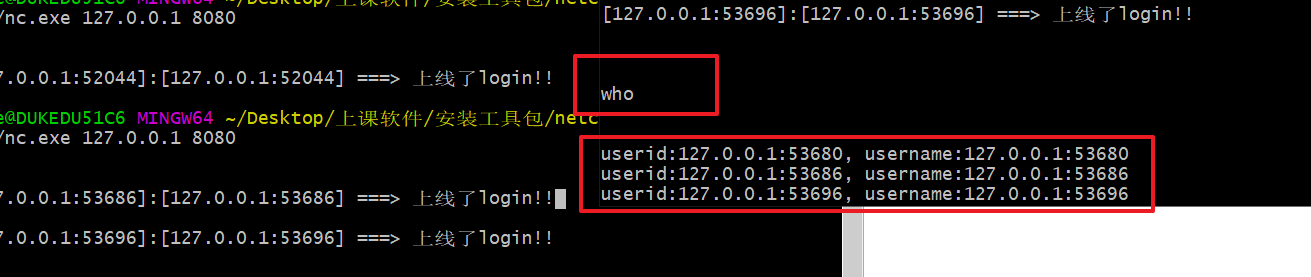 e@DUKEDU51C6 MINGW64 ~/Desktop/上课软件/安装工具包/netc
/nc.exe 127.0.0.1 8080
7.0.0.1:52044]:[127.0.0.1:52044] ===> 上线了login!!
e@DUKEDU51C6 MINGW64 ~/Desktop/上课软件/安装工具包/netc
/nc.exe 127.0.0.1 8080
7.0.0.1:53686]:[127.0.0.1:53686] ===> 上线了login!!
7.0.0.1:53696]:[127.0.0.1:53696] ===> 上线了login!!
[127.0.0.1:53696]:[127.0.0.1:53696] ===> 上线了login!!
who
userid:127.0.0.1:53680, username:127.0.0.1:53680
userid:127.0.0.1:53686, username:127.0.0.1:53686
userid:127.0.0.1:53696, username:127.0.0.1:53696